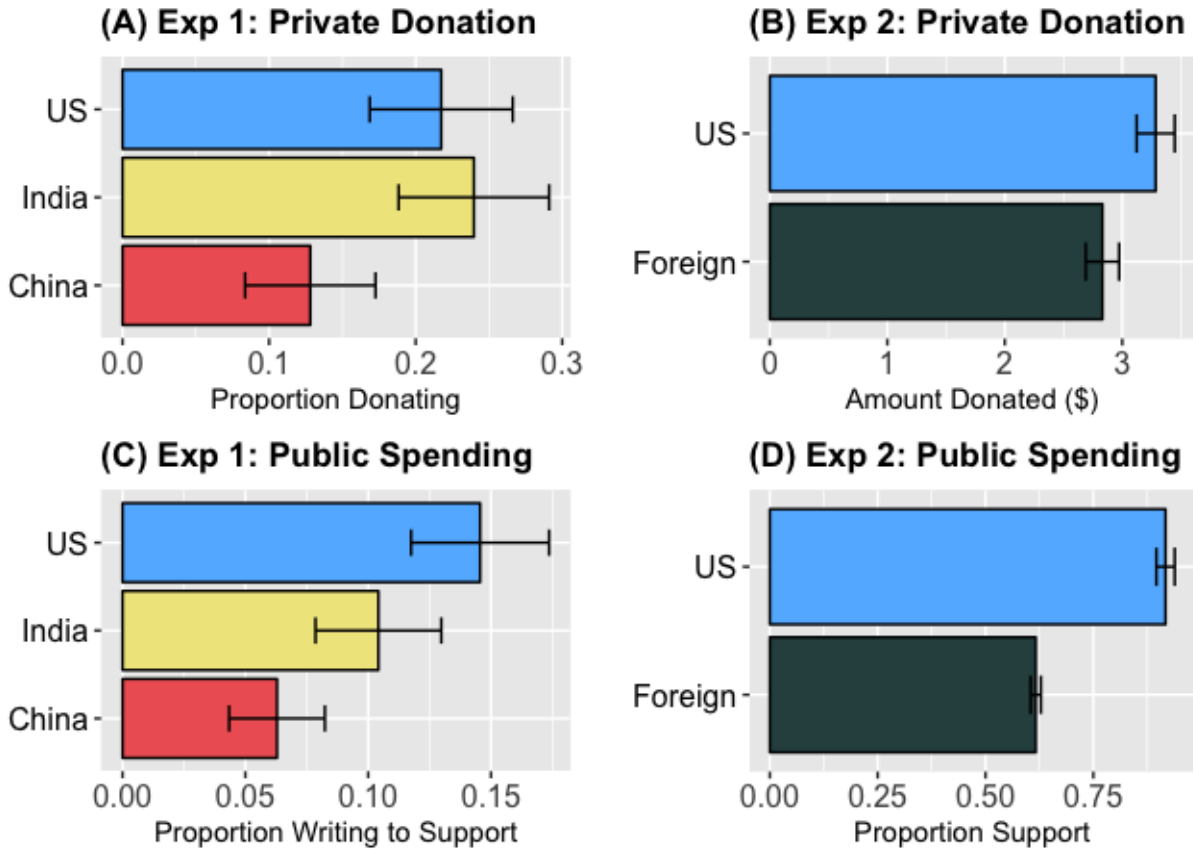 (A) Exp 1: Private Donation
US
India
China
0.0 0.1 0.2 0.3
Proportion Donating
(B) Exp 2: Private Donation
US
Foreign
0 1 2 3
Amount Donated ($)
(C) Exp 1: Public Spending
US
India
China
0.00 0.05 0.10 0.15
Proportion Writing to Support
(D) Exp 2: Public Spending
US
Foreign
0.00 0.25 0.50 0.75
Proportion Support